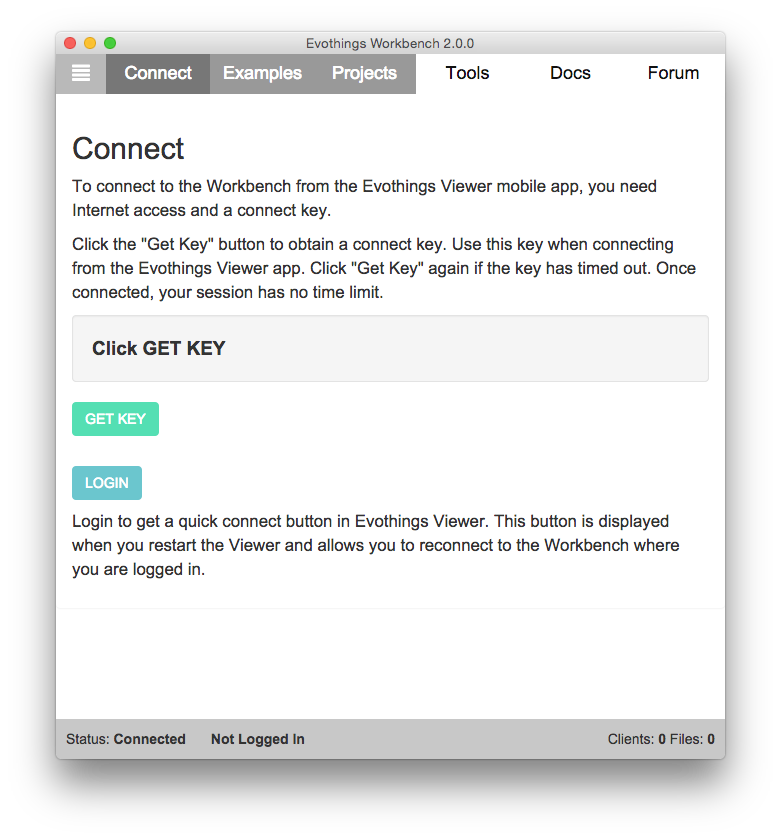 Evothings Workbench 2.0.0
Connect Examples Projects Tools Docs Forum
Connect
To connect to the Workbench from the Evothings Viewer mobile app, you need
Internet access and a connect key.
Click the "Get Key" button to obtain a connect key. Use this key when connecting
from the Evothings Viewer app. Click "Get Key" again if the key has timed out. Once
connected, your session has no time limit.
Click GET KEY
GET KEY
LOGIN
Login to get a quick connect button in Evothings Viewer. This button is displayed
when you restart the Viewer and allows you to reconnect to the Workbench where
you are logged in.
Status: Connected Not Logged In Clients: 0 Files: 0